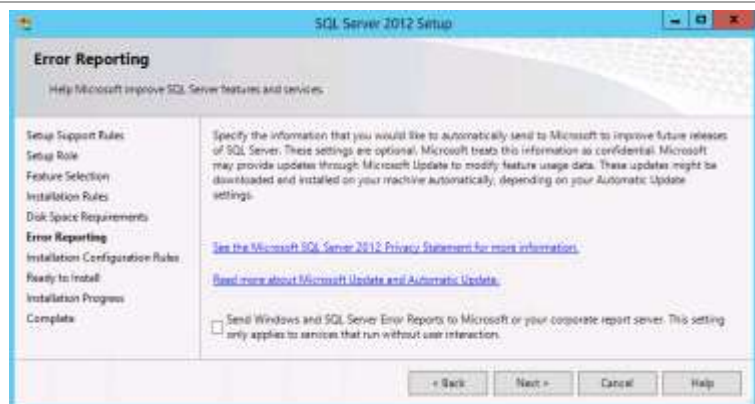 SQL Server 2012 Setup
Error Reporting
Help Microsoft improve SQL Server features and services.
Setup Support Rules
Setup Role
Feature Selection
Installation Rules
Disk Space Requirements
Error Reporting
Installation Configuration Rules
Ready to Install
Installation Progress
Complete
Specify the information that you would like to automatically send to Microsoft to improve future releases
of SQL Server. These settings are optional. Microsoft treats this information as confidential. Microsoft
may provide updates through Microsoft Update to modify feature usage data. These updates might be
downloaded and installed on your machine automatically, depending on your Automatic Update
settings.
See the Microsoft SQL Server 2012 Privacy Statement for more information.
Read more about Microsoft Update and Automatic Update.
Send Windows and SQL Server Error Reports to Microsoft or your corporate report server. This setting
only applies to services that run without user interaction.
< Back
Next >
Cancel
Help